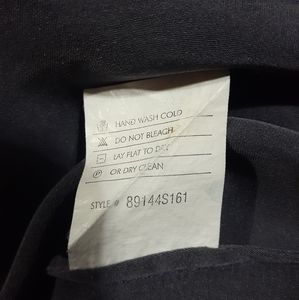 HAND WASH COLD
DO NOT BLEACH
LAY FLAT TO DRY
OR DRY CLEAN
STYLE # 89144S161